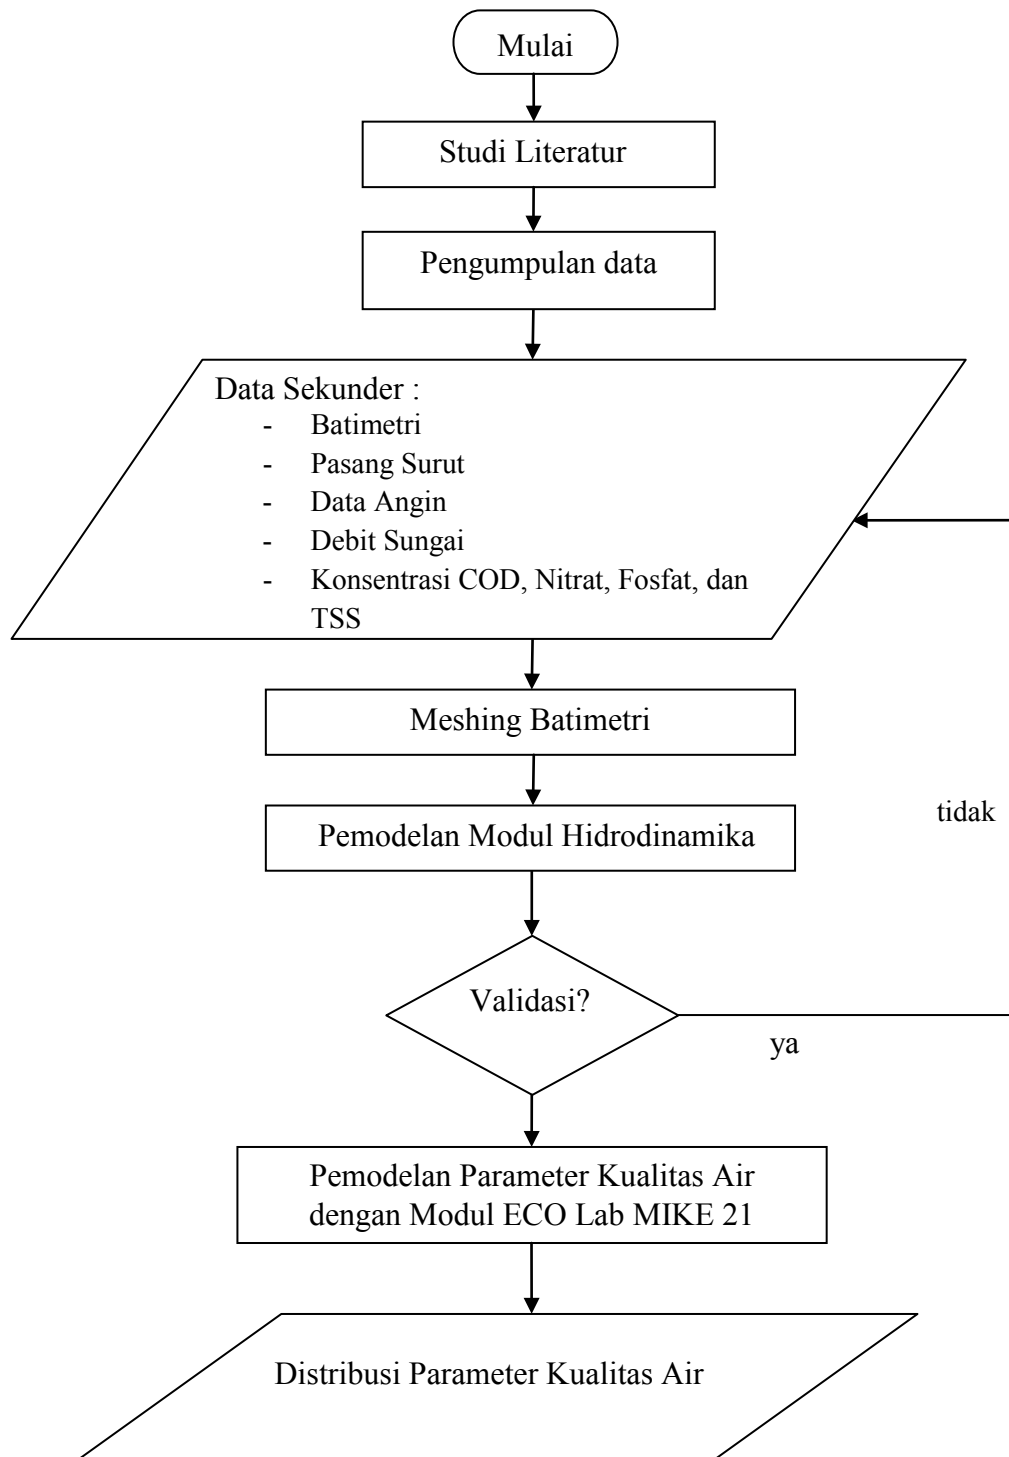 Mulai
Studi Literatur
Pengumpulan data
Data Sekunder :
- Batimetri
- Pasang Surut
- Data Angin
- Debit Sungai
- Konsentrasi COD, Nitrat, Fosfat, dan
TSS
Meshing Batimetri
tidak
Pemodelan Modul Hidrodinamika
Validasi?
ya
Pemodelan Parameter Kualitas Air
dengan Modul ECO Lab MIKE 21
Distribusi Parameter Kualitas Air